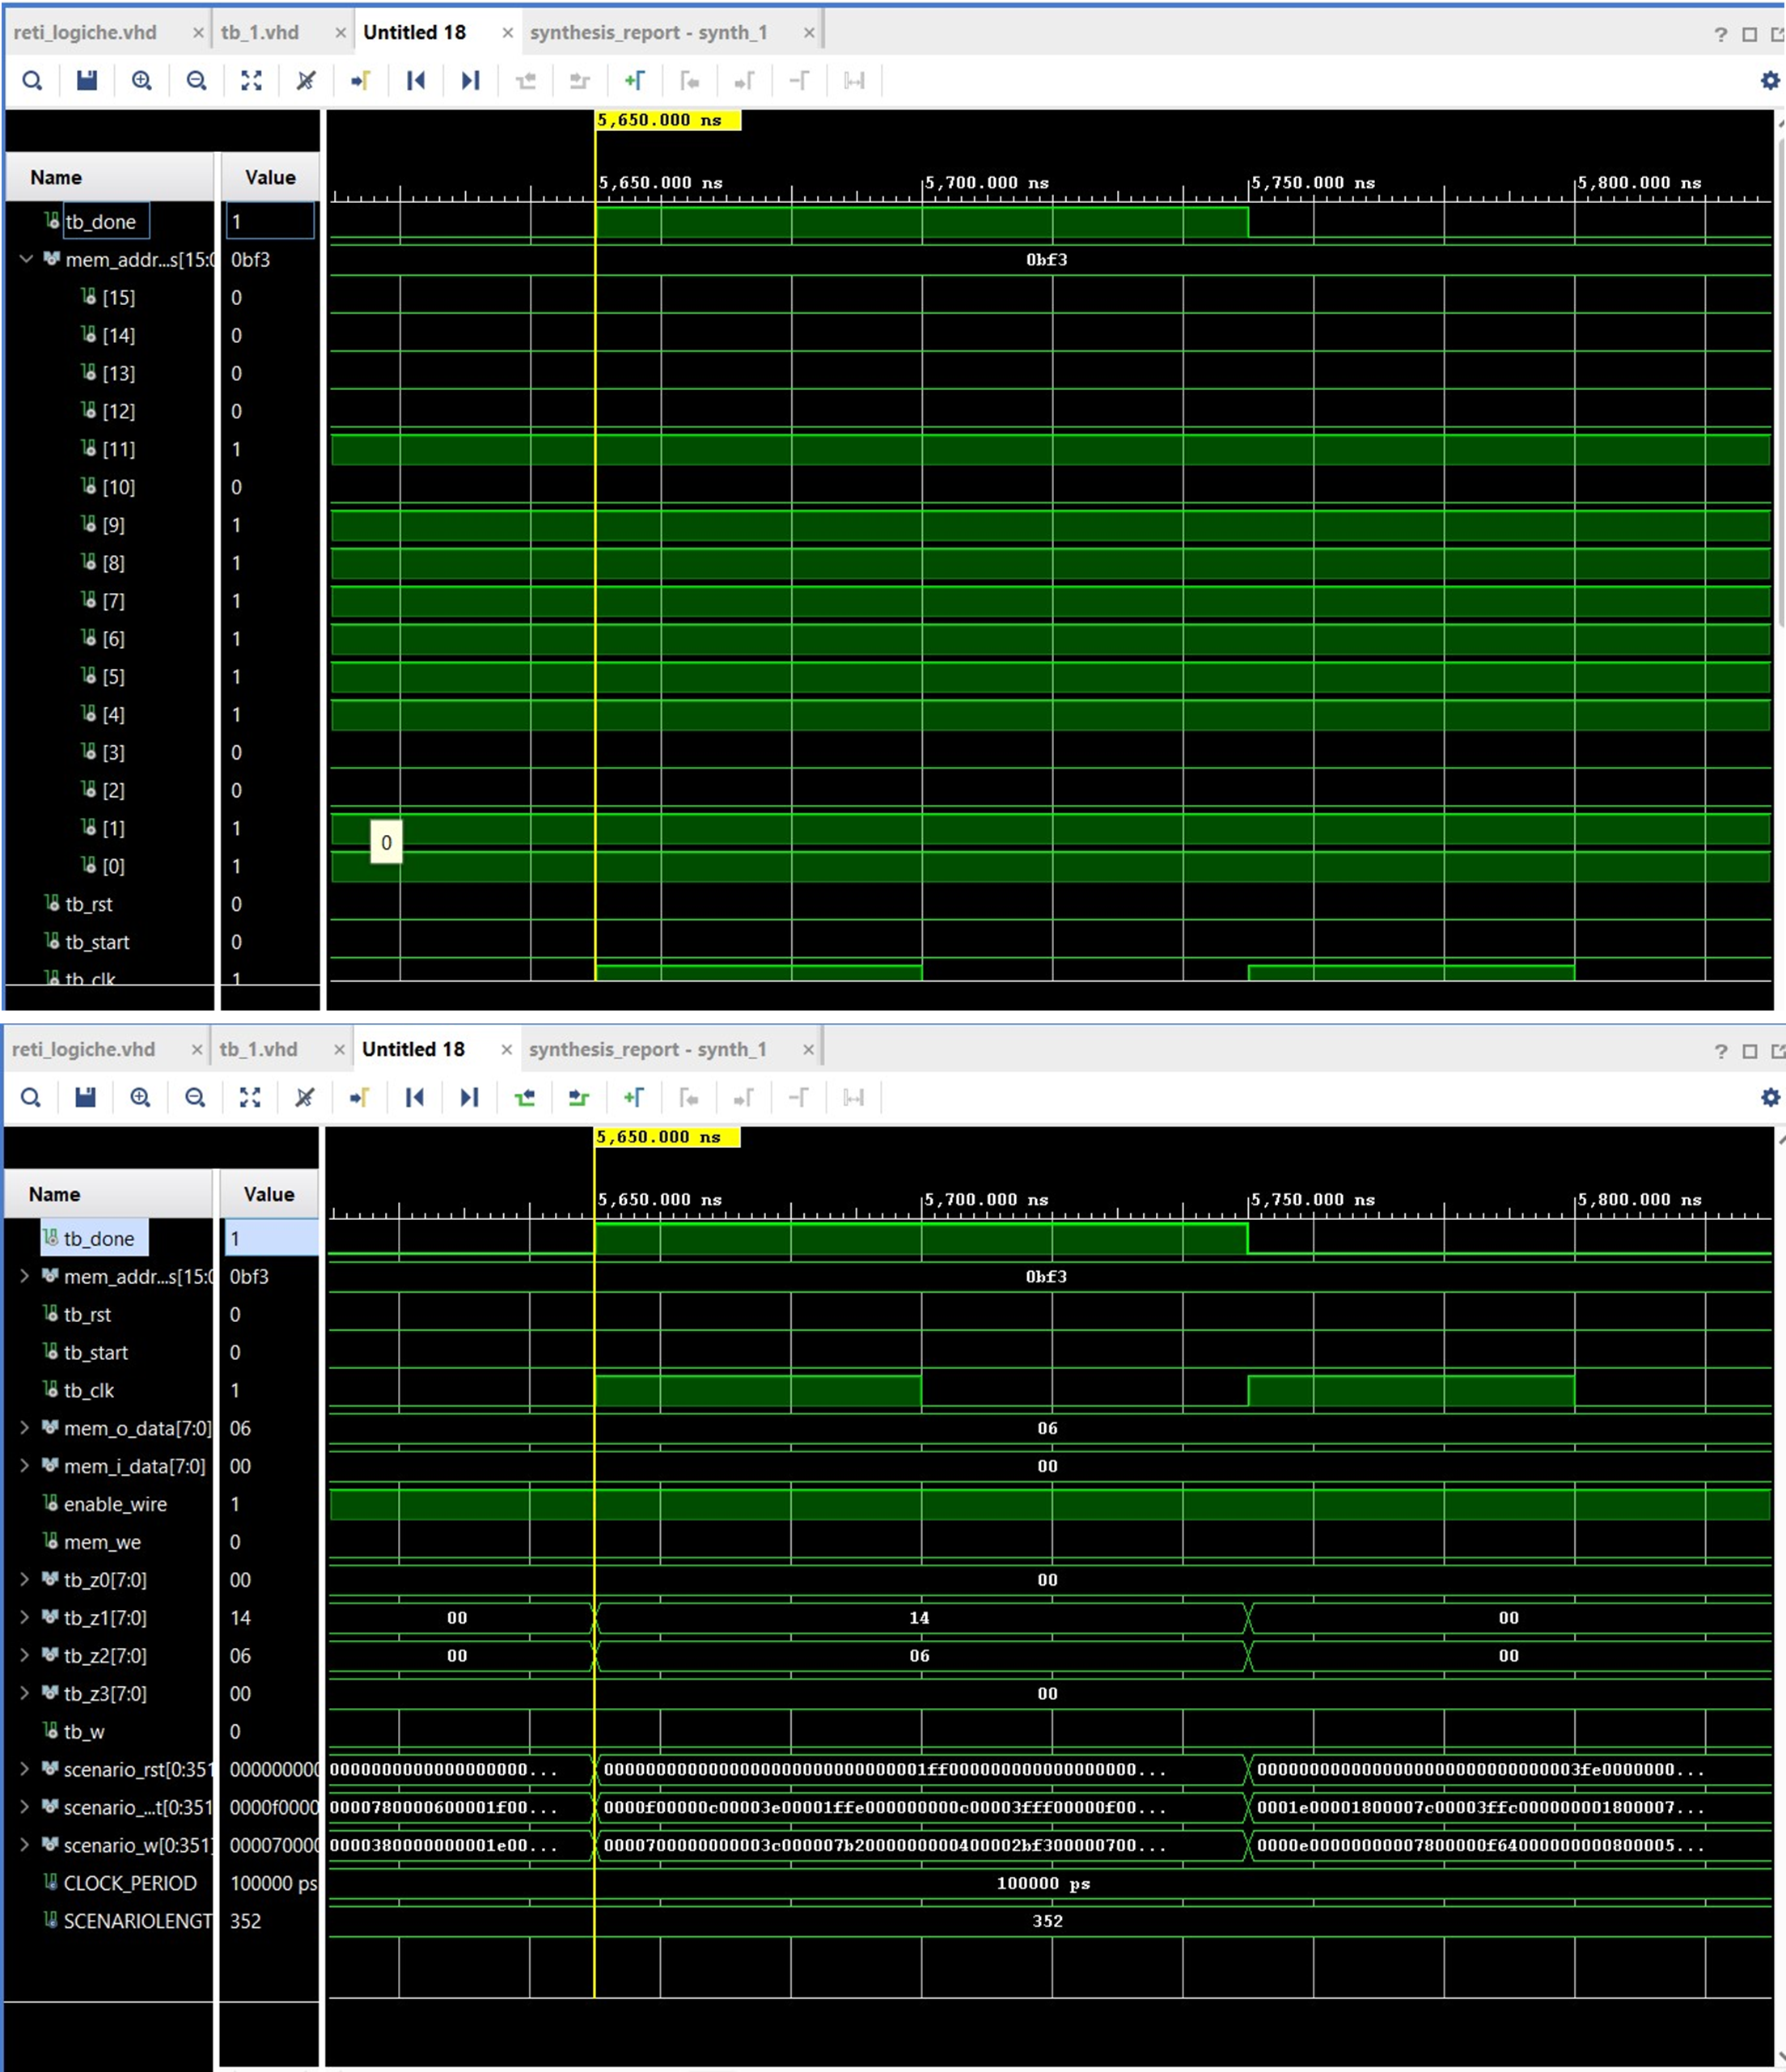 reti_logiche.vhd × tb_1.vhd × Untitled 18 × synthesis_report - synth_1 × ?
5,650.000 ns
Name Value 5,650.000 ns 5,700.000 ns 5,750.000 ns 5,800.000 ns
tb_done 1
mem_addr...s[15:0 0bf3 0bf3
[15] 0
[14] 0
[13] 0
[12] 0
[11] 1
[10] 0
[9] 1
[8] 1
[7] 1
[6] 1
[5] 1
[4] 1
[3] 0
[2] 0
[1] 1
0
[0] 1
tb_rst 0
tb_start 0
tb_clk 1
reti_logiche.vhd × tb_1.vhd × Untitled 18 × synthesis_report - synth_1 × ?
5,650.000 ns
Name Value 5,650.000 ns 5,700.000 ns 5,750.000 ns 5,800.000 ns
tb_done 1
mem_addr...s[15:0 0bf3 0bf3
tb_rst 0
tb_start 0
tb_clk 1
mem_o_data[7:0] 06 06
mem_i_data[7:0] 00 00
enable_wire 1
mem_we 0
tb_z0[7:0] 00 00
tb_z1[7:0] 14 00 14 00
tb_z2[7:0] 06 00 06 00
tb_z3[7:0] 00 00
tb_w 0
scenario_rst[0:351 000000000 0000000000000000000... 000000000000000000000000000001ff0000000000000000000... 000000000000000000000000000003fe0000000...
scenario_...t[0:351 0000f0000 0000780000600001f00... 0000f00000c00003e00001ffe000000000c00003fff00000f00... 0001e00001800007c00003ffc000000001800007...
scenario_w[0:351] 000070000 0000380000000001e00... 0000700000000003c000007b2000000000400002bf300000700... 0000e00000000007800000f64000000000800005...
CLOCK_PERIOD 100000 ps 100000 ps
SCENARIOLENGT 352 352